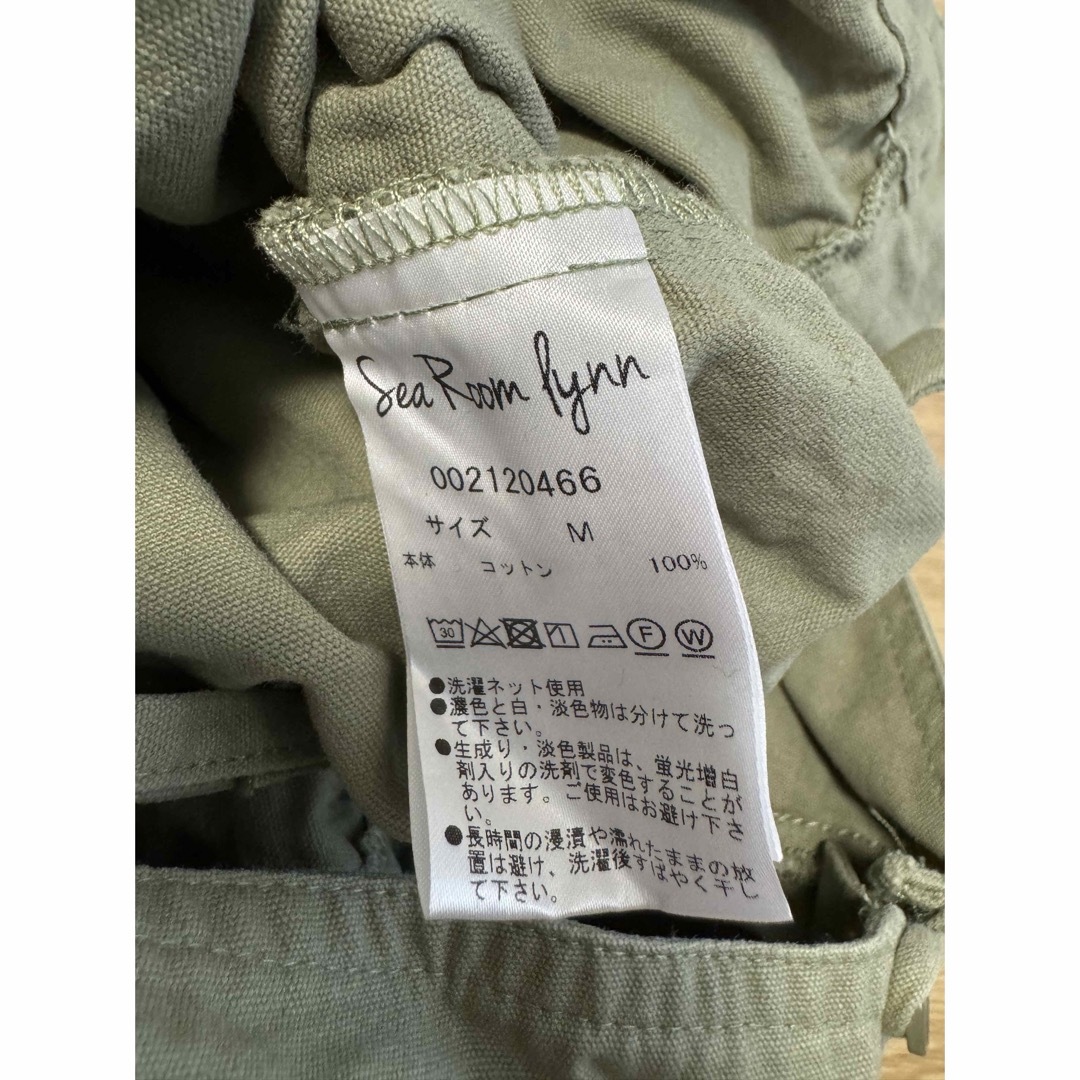 Sea Room lynn
002120466
サイズ M
本体 コットン 100%
30 F W
●洗濯ネット使用
●濃色と白・淡色物は分けて洗っ
て下さい。
●生成り・淡色製品は、蛍光増白
剤入りの洗剤で変色することが
あります。ご使用はお避け下さ
い。
●長時間の浸漬や濡れたままの放
置は避け、洗濯後すばやく干し
て下さい。